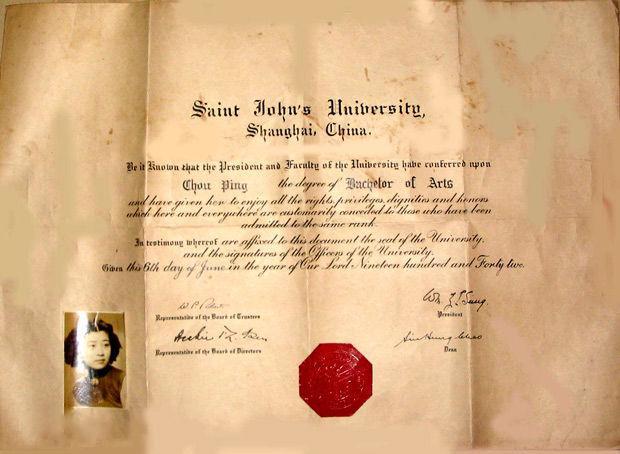 Saint John's University,
Shanghai, China.
Be it Known that the President and Faculty of the University have conferred upon
Chou Ping the degree of Bachelor of Arts
and have given her to enjoy all the rights, privileges, dignities and honors
which here and everywhere are customarily conceded to those who have been
admitted to the same rank.
In testimony whereof are affixed to this document the seal of the University,
and the signatures of the Officers of the University.
Given this 6th day of June in the year of Our Lord Nineteen hundred and Forty two.
Representative of the Board of Trustees
President
Representative of the Board of Directors
Dean